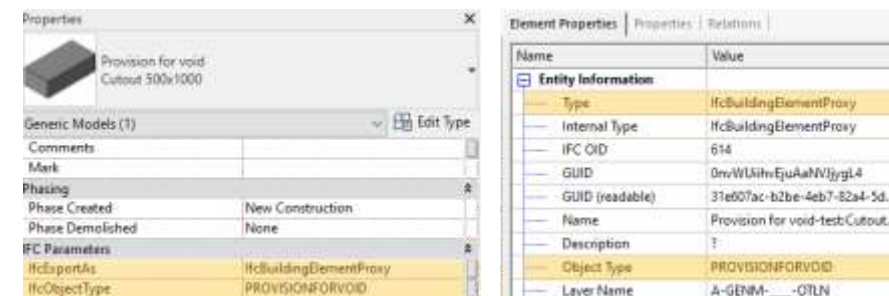 Properties
Provision for void
Cutout 500x1000
Generic Models (1)
Edit Type
Comments
Mark
Phasing
Phase Created New Construction
Phase Demolished None
IFC Parameters
IfcExportAs IfcBuildingElementProxy
IfcObjectType PROVISIONFORVOID
Element Properties Properties Relations
Name Value
Entity Information
Type IfcBuildingElementProxy
Internal Type IfcBuildingElementProxy
IFC OID 614
GUID
GUID (readable) 31e607ac-b2be-4eb7-82a4-5d...
Name Provision for void-test:Cutout...
Description ?
Object Type PROVISIONFORVOID
Layer Name A-GENM-____-OTLN